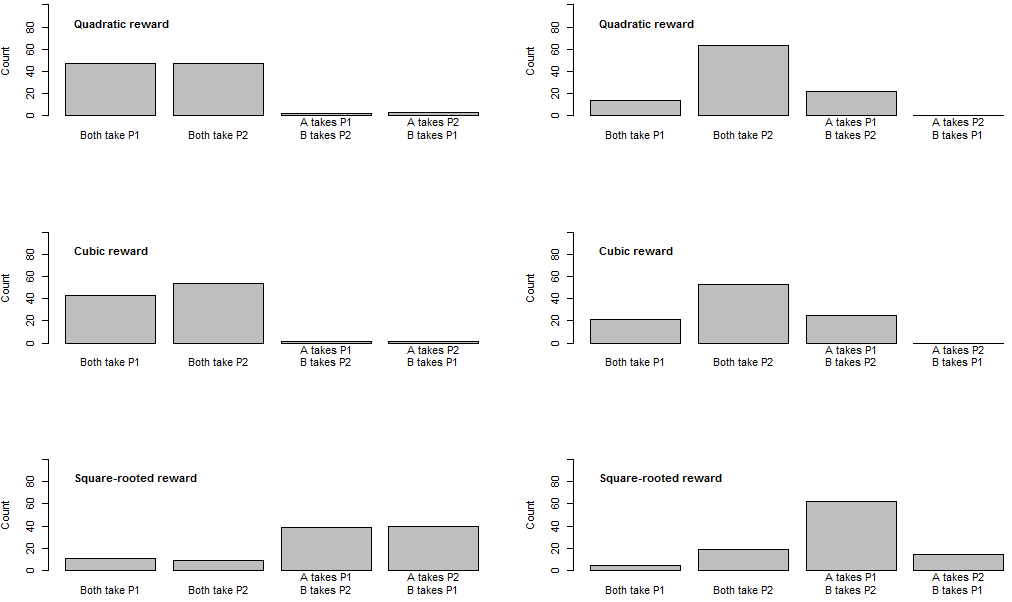 Quadratic reward
Count
0 20 40 60 80
Both take P1
Both take P2
A takes P1
B takes P2
A takes P2
B takes P1
Quadratic reward
Count
0 20 40 60 80
Both take P1
Both take P2
A takes P1
B takes P2
A takes P2
B takes P1
Cubic reward
Count
0 20 40 60 80
Both take P1
Both take P2
A takes P1
B takes P2
A takes P2
B takes P1
Cubic reward
Count
0 20 40 60 80
Both take P1
Both take P2
A takes P1
B takes P2
A takes P2
B takes P1
Square-rooted reward
Count
0 20 40 60 80
Both take P1
Both take P2
A takes P1
B takes P2
A takes P2
B takes P1
Square-rooted reward
Count
0 20 40 60 80
Both take P1
Both take P2
A takes P1
B takes P2
A takes P2
B takes P1